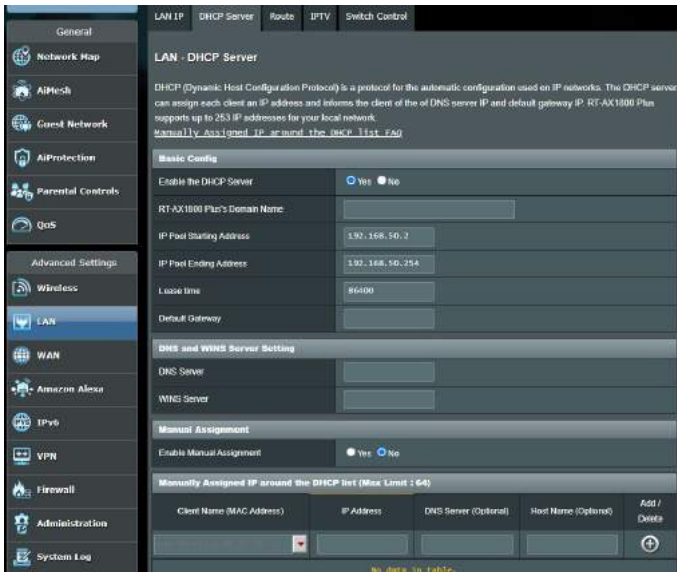 LAN IP DHCP Server Route IPTV Switch Control
General
Network Map
AiMesh
Guest Network
AiProtection
Parental Controls
QoS
Advanced Settings
Wireless
LAN
WAN
Amazon Alexa
IPv6
VPN
Firewall
Administration
System Log
LAN - DHCP Server
DHCP (Dynamic Host Configuration Protocol) is a protocol for the automatic configuration used on IP networks. The DHCP server
can assign each client an IP address and informs the client of the of DNS server IP and default gateway IP. RT-AX1800 Plus
supports up to 253 IP addresses for your local network.
Manually Assigned IP around the DHCP list FAQ
Basic Config
Enable the DHCP Server Yes No
RT-AX1800 Plus's Domain Name
IP Pool Starting Address 192.168.50.2
IP Pool Ending Address 192.168.50.254
Lease time 86400
Default Gateway
DNS and WINS Server Setting
DNS Server
WINS Server
Manual Assignment
Enable Manual Assignment Yes No
Manually Assigned IP around the DHCP list (Max Limit : 64)
Client Name (MAC Address) IP Address DNS Server (Optional) Host Name (Optional) Add / Delete
No data in table.